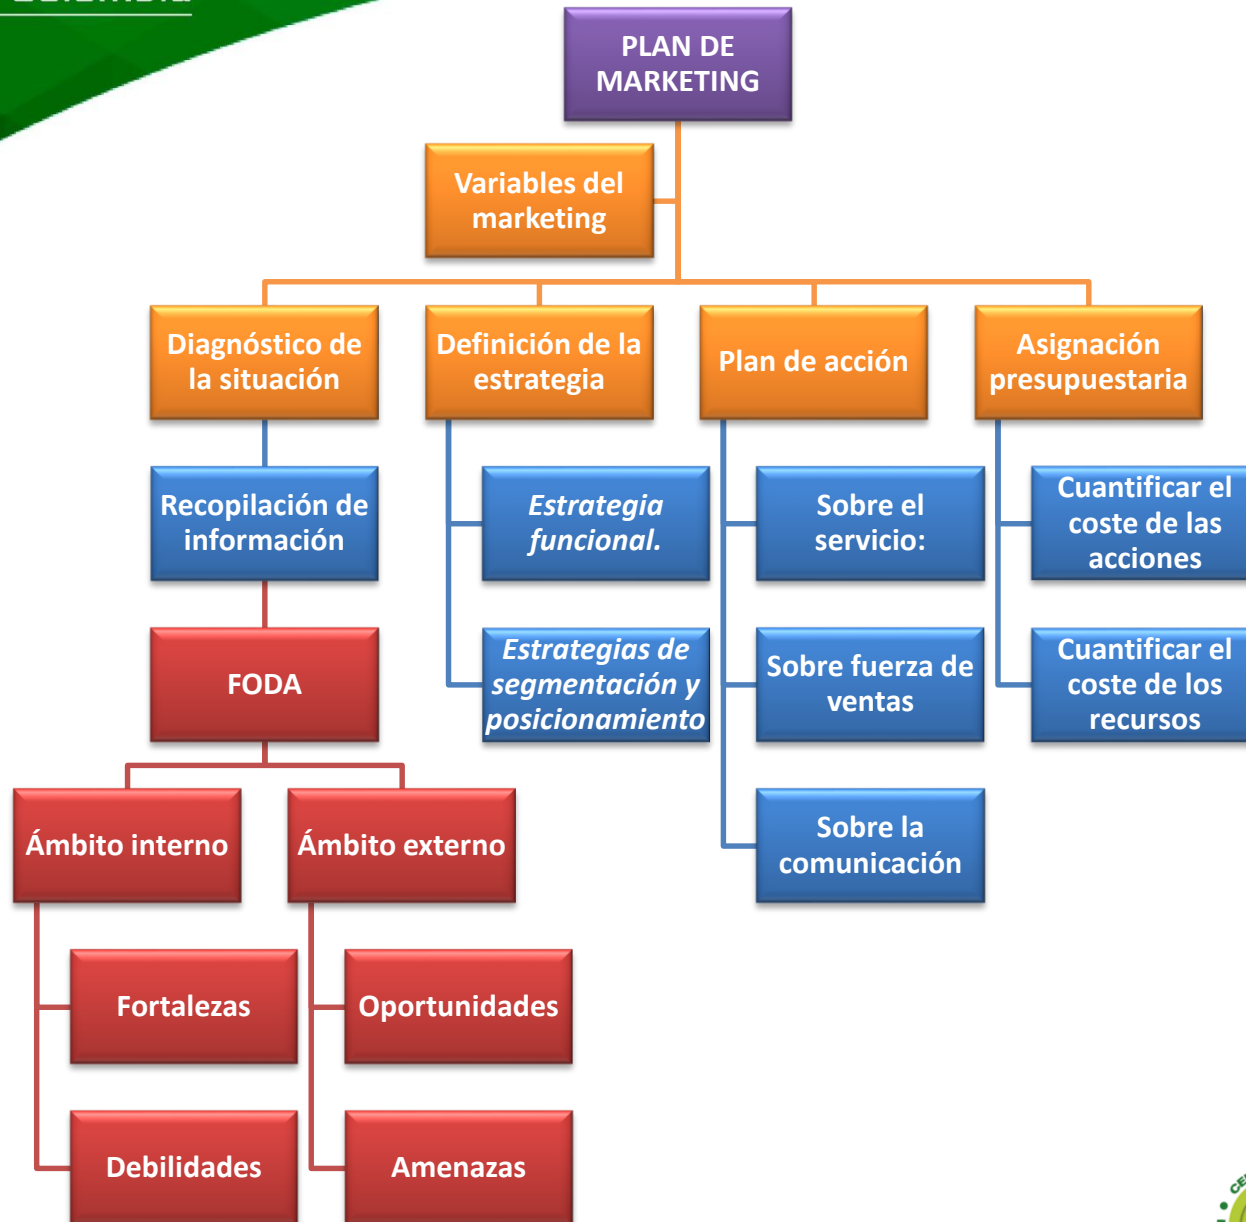 PLAN DE
MARKETING
Variables del
marketing
Diagnóstico de
la situación
Definición de la
estrategia
Plan de acción
Asignación
presupuestaria
Recopilación de
información
Estrategia
funcional.
Sobre el
servicio:
Cuantificar el
coste de las
acciones
FODA
Estrategias de
segmentación y
posicionamiento
Sobre fuerza de
ventas
Cuantificar el
coste de los
recursos
Ámbito interno
Ámbito externo
Sobre la
comunicación
Fortalezas
Oportunidades
Debilidades
Amenazas